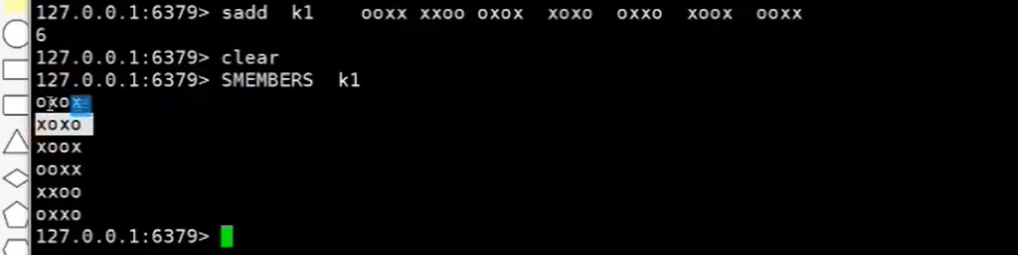 127.0.0.1:6379> sadd k1 ooxx xxoo oxox xoxo oxxo xoox ooxx
6
127.0.0.1:6379> clear
127.0.0.1:6379> SMEMBERS k1
oxox
xoxo
xoox
ooxx
xxoo
oxxo
127.0.0.1:6379>